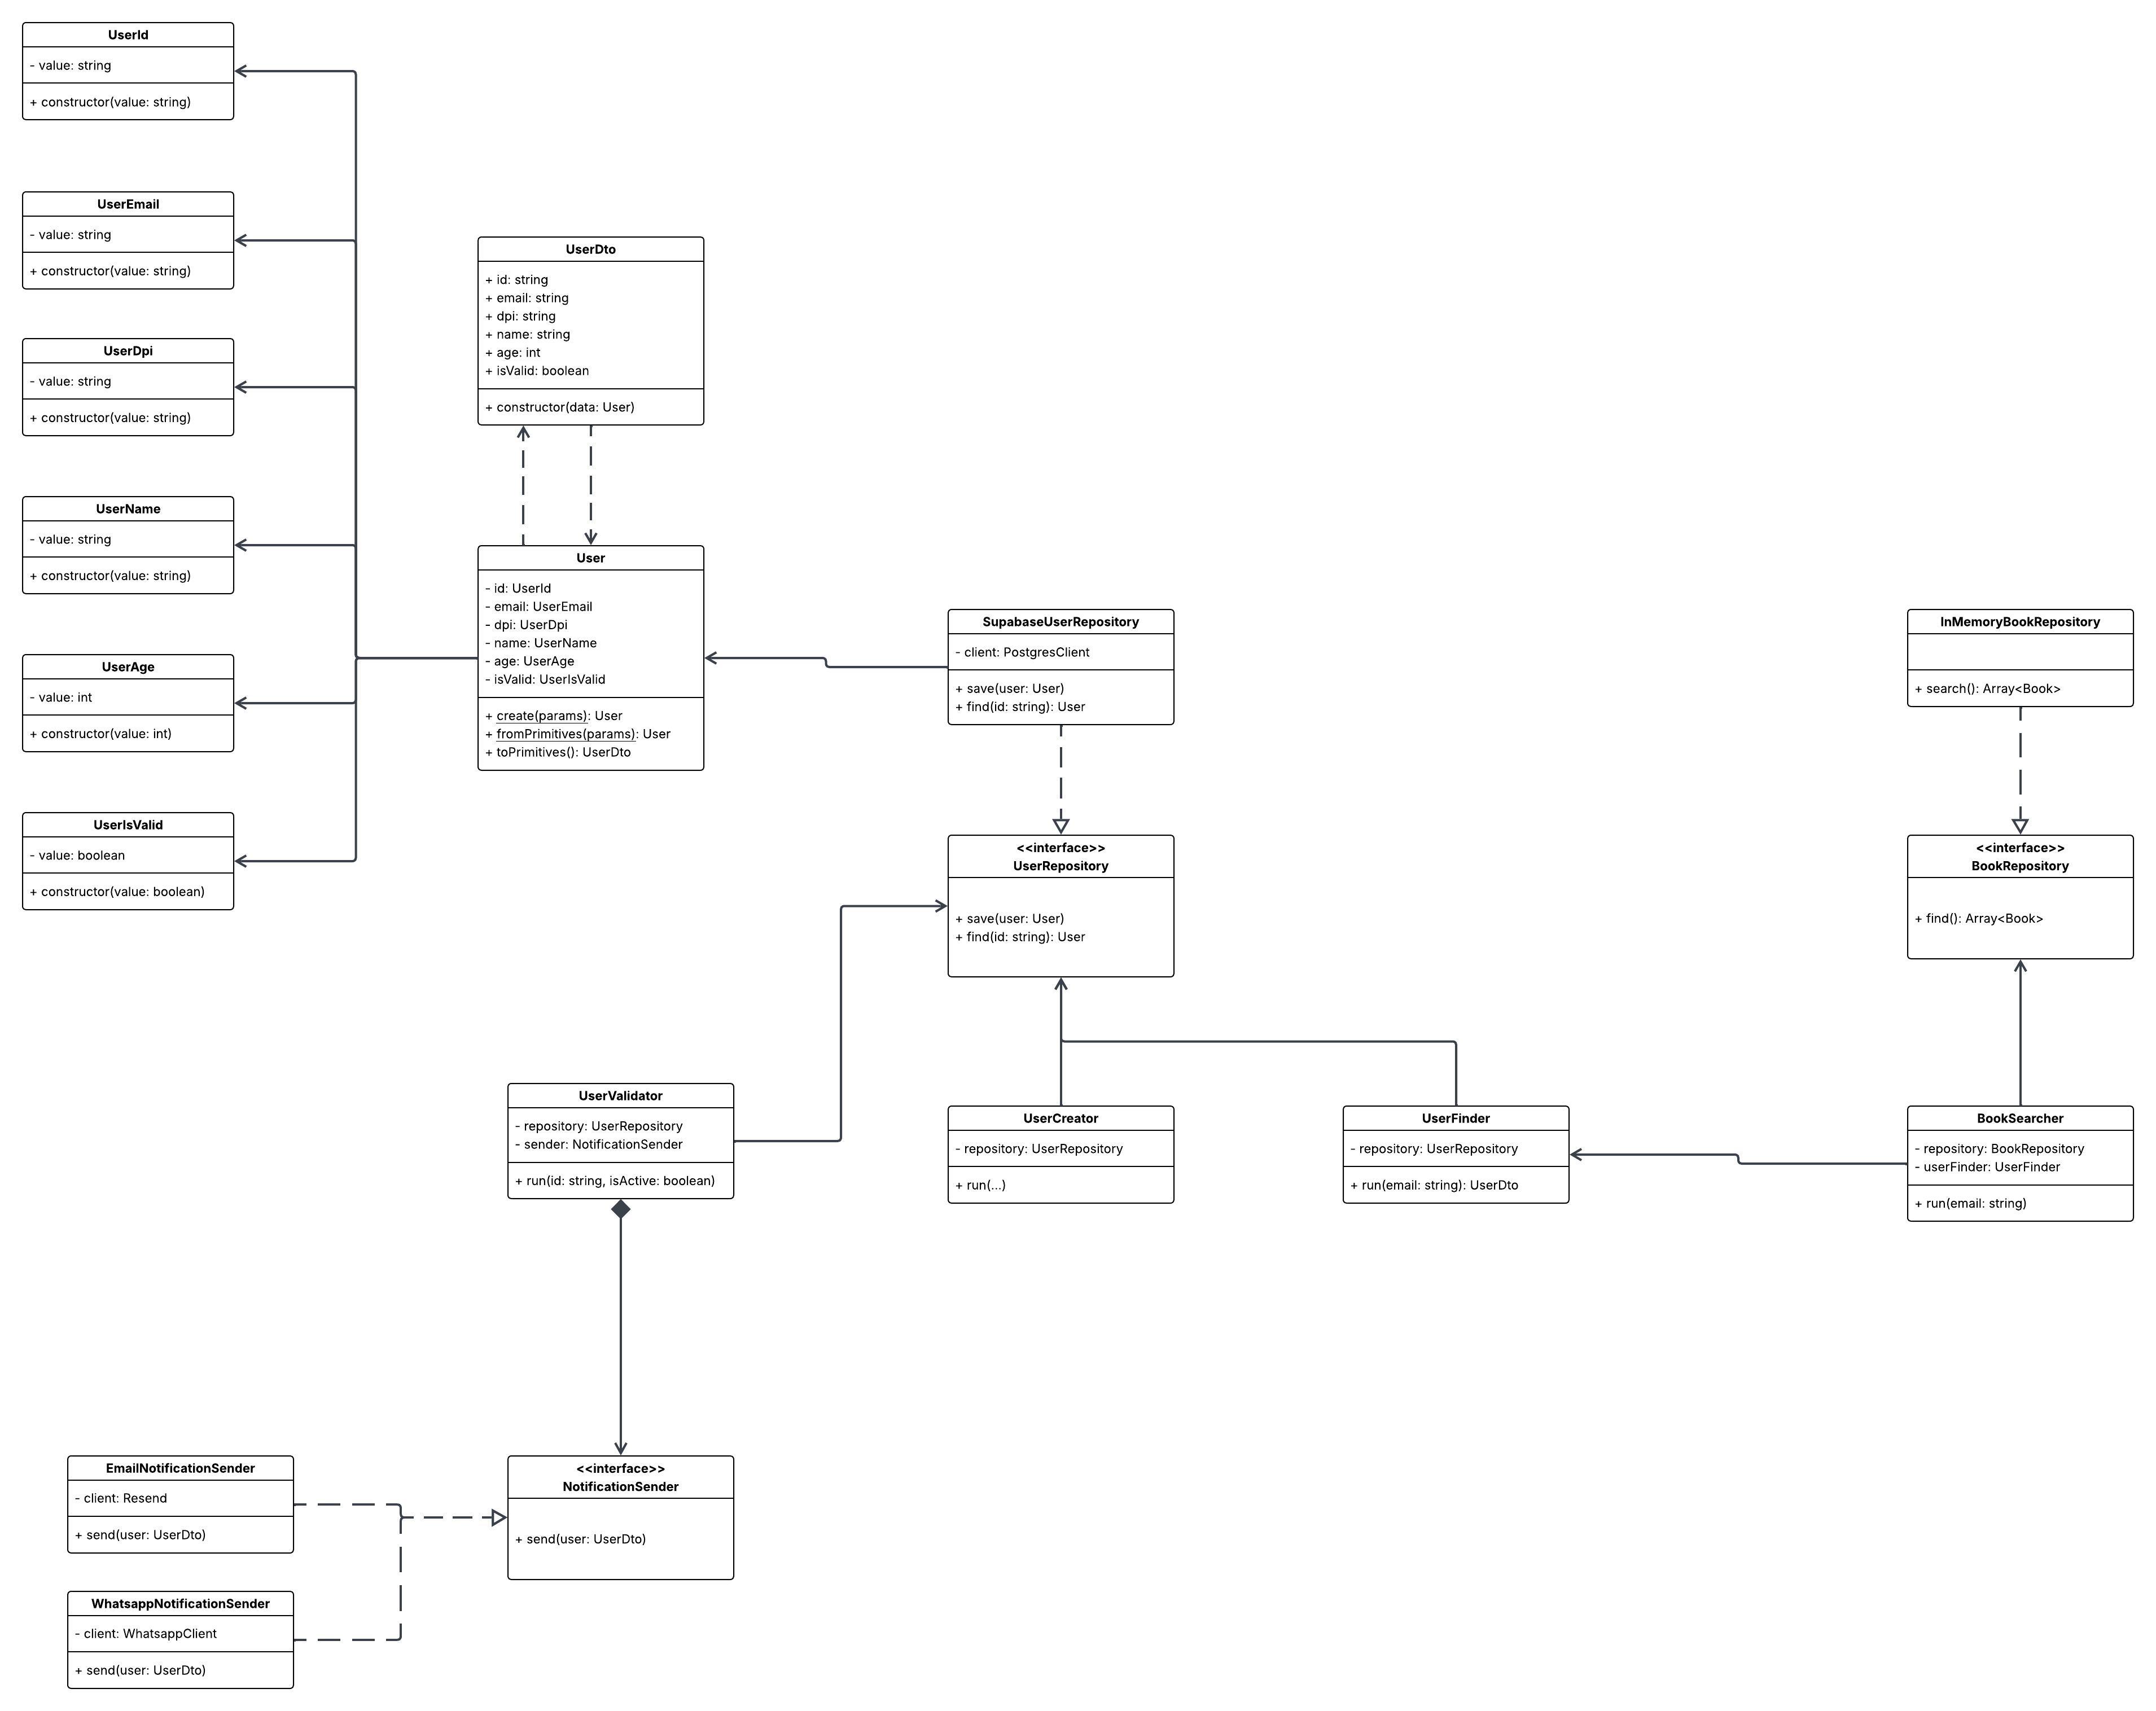 UserId
- value: string
+ constructor(value: string)
UserEmail
- value: string
+ constructor(value: string)
UserDpi
- value: string
+ constructor(value: string)
UserName
- value: string
+ constructor(value: string)
UserAge
- value: int
+ constructor(value: int)
UserIsValid
- value: boolean
+ constructor(value: boolean)
UserDto
+ id: string
+ email: string
+ dpi: string
+ name: string
+ age: int
+ isValid: boolean
+ constructor(data: User)
User
- id: UserId
- email: UserEmail
- dpi: UserDpi
- name: UserName
- age: UserAge
- isValid: UserIsValid
+ create(params): User
+ fromPrimitives(params): User
+ toPrimitives(): UserDto
SupabaseUserRepository
- client: PostgresClient
+ save(user: User)
+ find(id: string): User
InMemoryBookRepository
+ search(): Array<Book>
<<interface>>
UserRepository
+ save(user: User)
+ find(id: string): User
<<interface>>
BookRepository
+ find(): Array<Book>
UserValidator
- repository: UserRepository
- sender: NotificationSender
+ run(id: string, isActive: boolean)
UserCreator
- repository: UserRepository
+ run(...)
UserFinder
- repository: UserRepository
+ run(email: string): UserDto
BookSearcher
- repository: BookRepository
- userFinder: UserFinder
+ run(email: string)
EmailNotificationSender
- client: Resend
+ send(user: UserDto)
<<interface>>
NotificationSender
+ send(user: UserDto)
WhatsappNotificationSender
- client: WhatsappClient
+ send(user: UserDto)